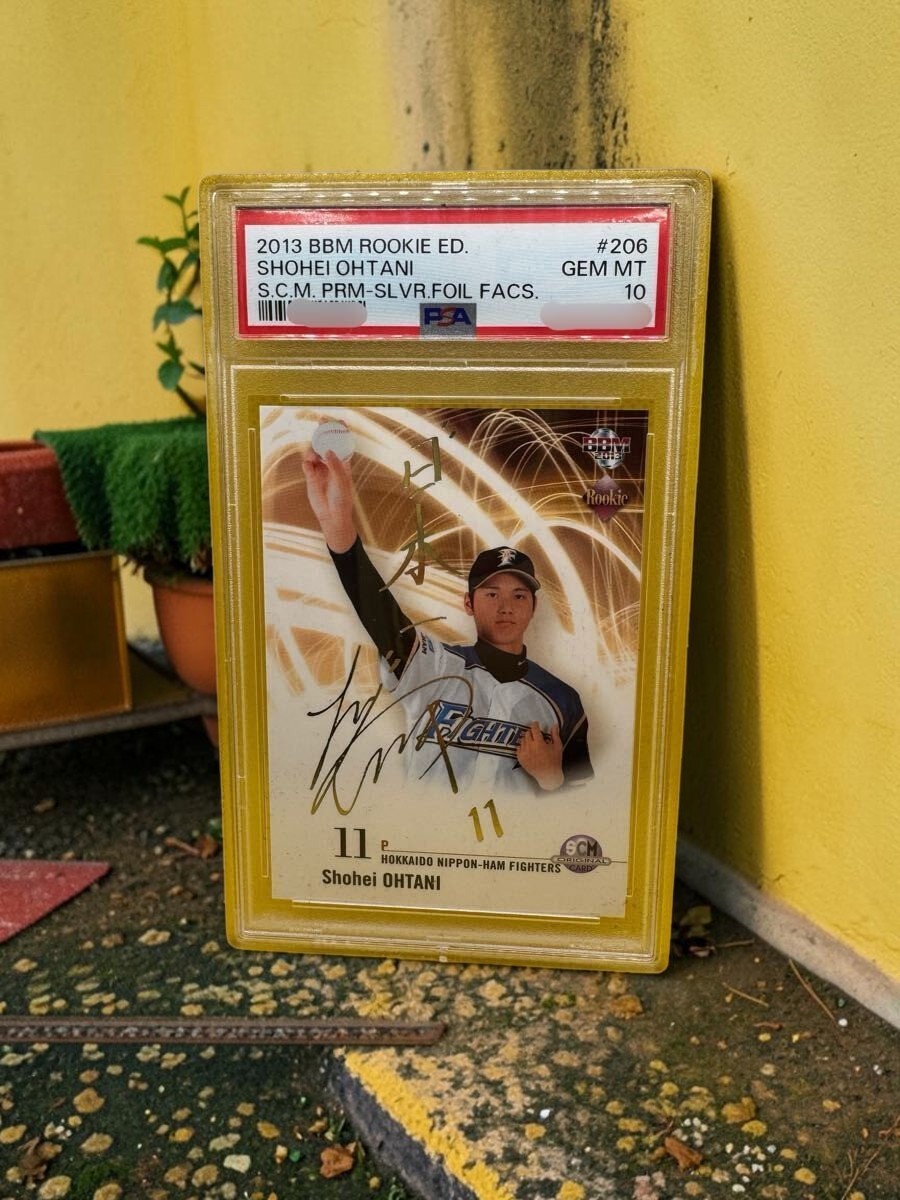 2013 BBM ROOKIE ED. #206
SHOHEI OHTANI GEM MT
S.C.M. PRM-SLVR.FOIL FACS. 10
PSA
BBM
2013
Rookie
F
FIGHTE
11
11 P
HOKKAIDO NIPPON-HAM FIGHTERS
Shohei OHTANI
SCM
ORIGINAL
CARD